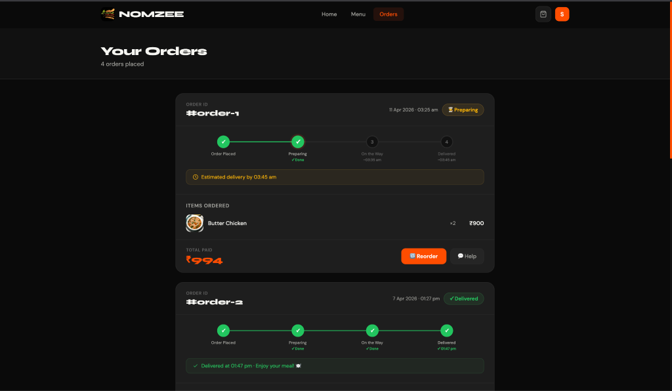 NOMZEE
Home
Menu
Orders
S
Your Orders
4 orders placed
ORDER ID
#order-1
11 Apr 2026 · 03:25 am
Preparing
Order Placed
Preparing
✓ Done
3
On the Way
4
Delivered
Estimated delivery by 03:45 am
ITEMS ORDERED
Butter Chicken
₹900
TOTAL PAID
₹994
Reorder
Help
ORDER ID
#order-2
7 Apr 2026 · 01:27 pm
✓ Delivered
Order Placed
Preparing
✓ Done
On the Way
✓ Done
Delivered
✓ 01:47 pm
✓ Delivered at 01:47 pm · Enjoy your meal!